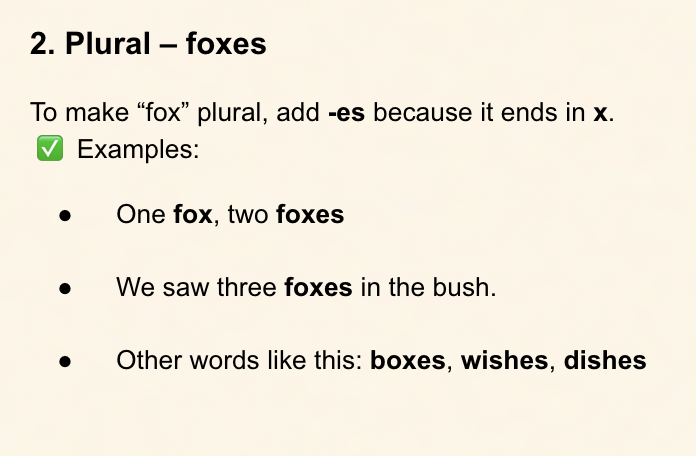 2. Plural – foxes
To make “fox” plural, add -es because it ends in x.
✅ Examples:
● One fox, two foxes
● We saw three foxes in the bush.
● Other words like this: boxes, wishes, dishes